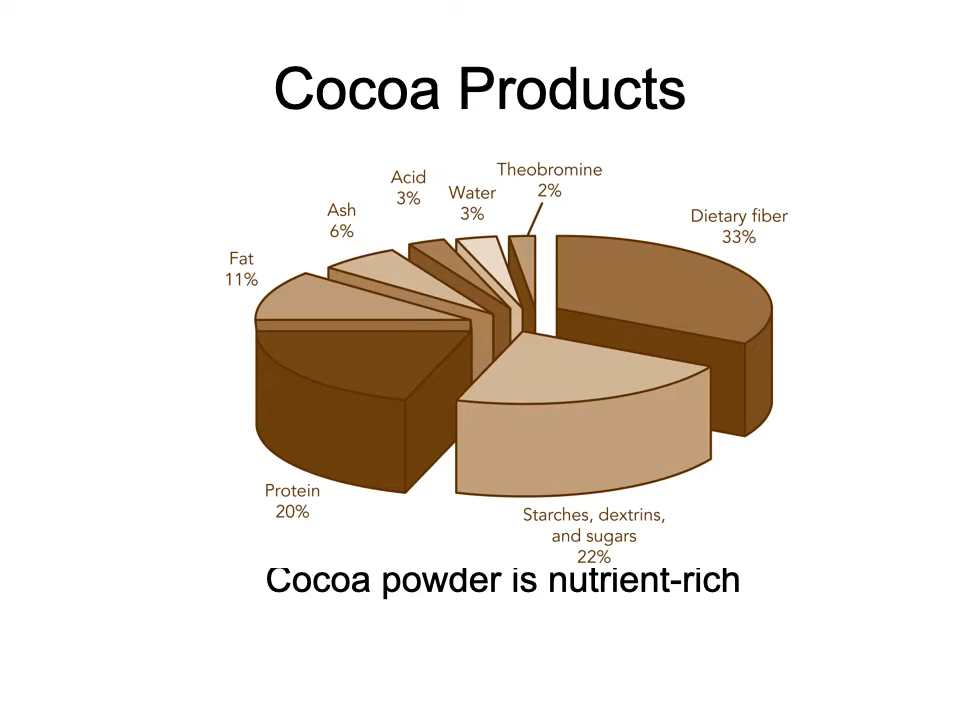 Cocoa Products
Theobromine
2%
Acid
3%
Water
3%
Ash
6%
Dietary fiber
33%
Fat
11%
Protein
20%
Starches, dextrins,
and sugars
22%
Cocoa powder is nutrient-rich